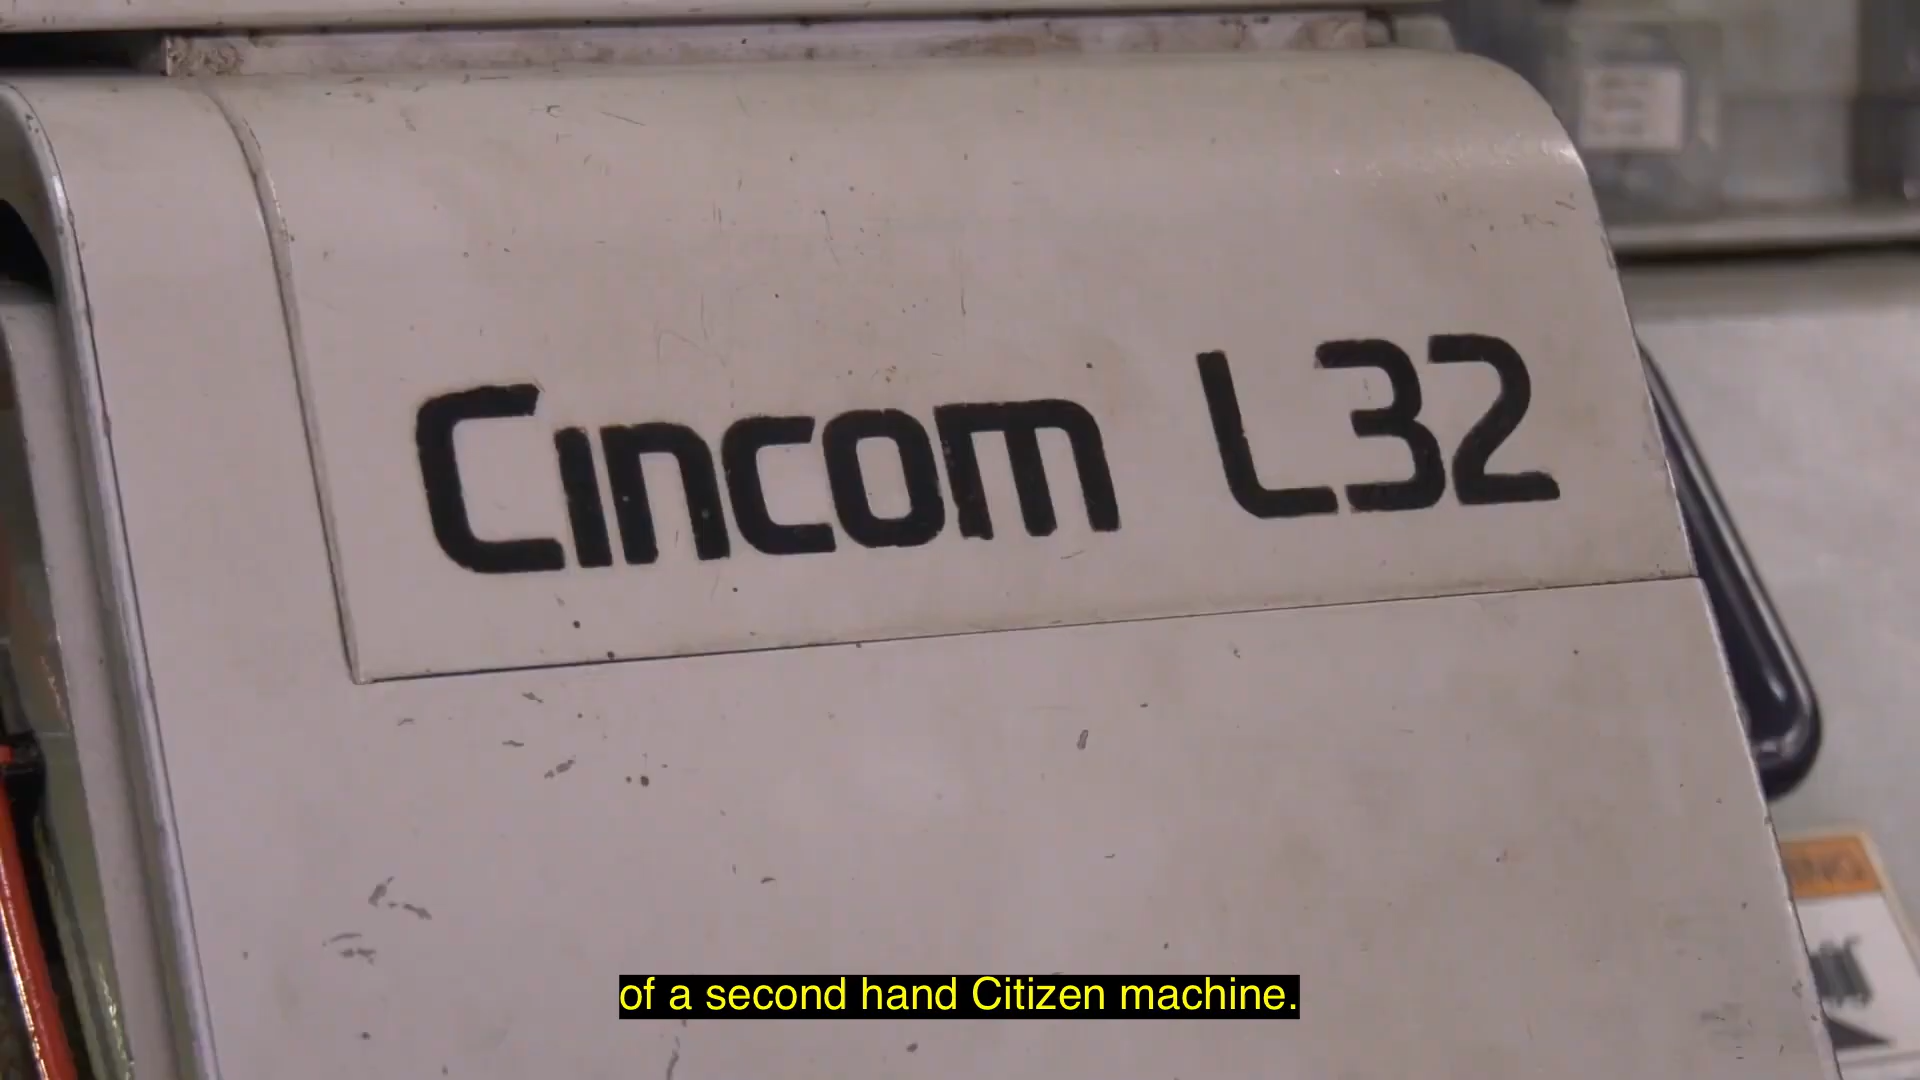 Cincom L32
of a second hand Citizen machine.